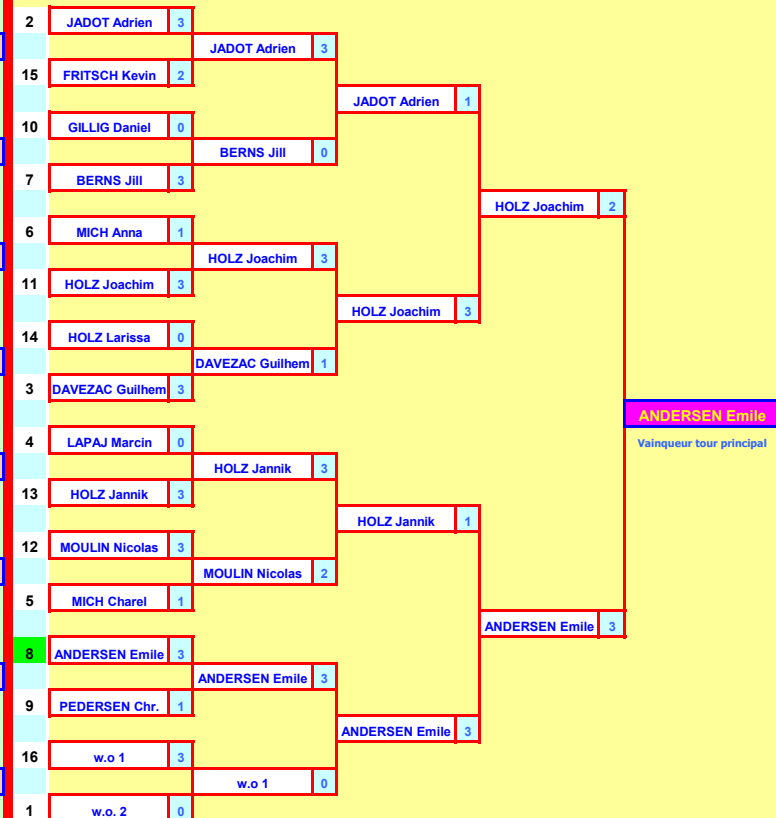 2 JADOT Adrien 3
JADOT Adrien 3
15 FRITSCH Kevin 2
JADOT Adrien 1
10 GILLIG Daniel 0
BERNS Jill 0
7 BERNS Jill 3
HOLZ Joachim 2
6 MICH Anna 1
HOLZ Joachim 3
11 HOLZ Joachim 3
HOLZ Joachim 3
14 HOLZ Larissa 0
DAVEZAC Guilhem 1
3 DAVEZAC Guilhem 3
ANDERSEN Emile
4 LAPAJ Marcin 0
Vainqueur tour principal
HOLZ Jannik 3
13 HOLZ Jannik 3
HOLZ Jannik 1
12 MOULIN Nicolas 3
MOULIN Nicolas 2
5 MICH Charel 1
ANDERSEN Emile 3
8 ANDERSEN Emile 3
ANDERSEN Emile 3
9 PEDERSEN Chr. 1
ANDERSEN Emile 3
16 w.o 1 3
w.o 1 0
1 w.o. 2 0